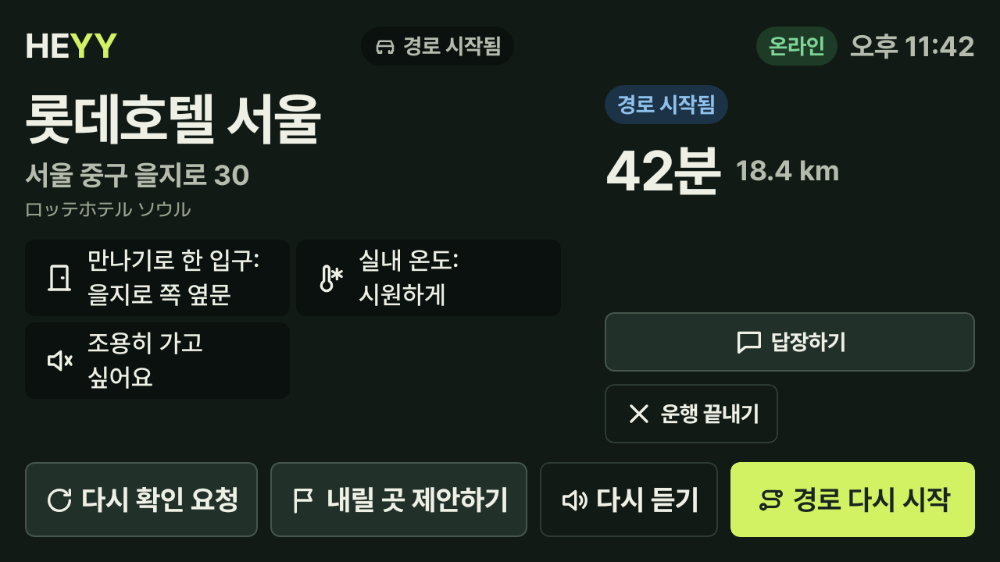 HEYY
경로 시작됨
온라인
오후 11:42
롯데호텔 서울
서울 중구 을지로 30
ロッテホテル ソウル
경로 시작됨
42분 18.4 km
만나기로 한 입구:
을지로 쪽 옆문
실내 온도:
시원하게
조용히 가고
싶어요
답장하기
운행 끝내기
다시 확인 요청
내릴 곳 제안하기
다시 듣기
경로 다시 시작